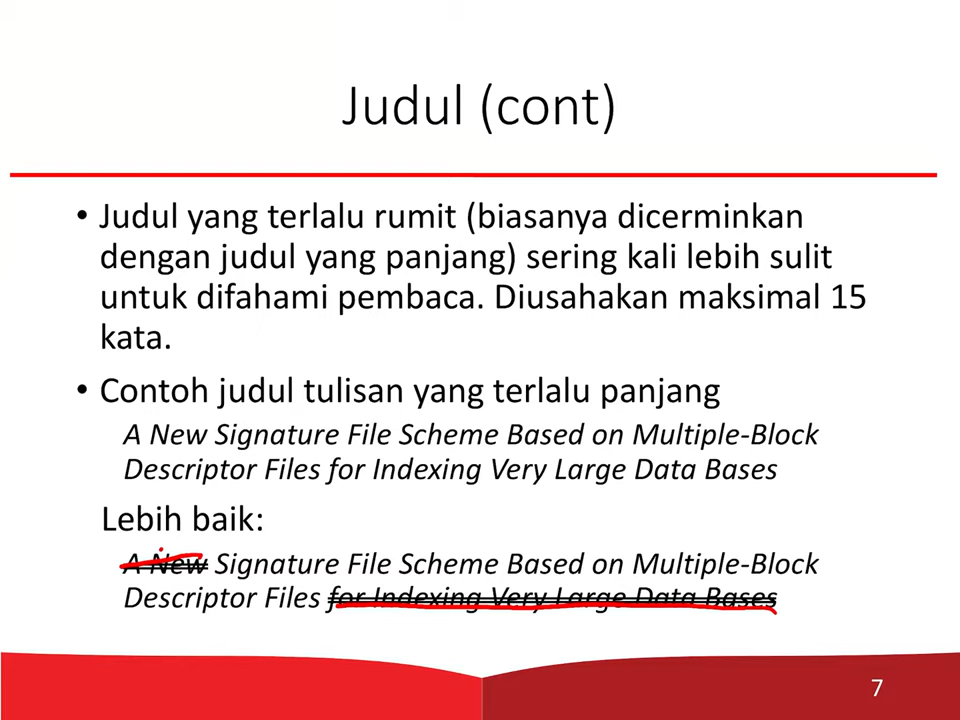 Judul (cont)
• Judul yang terlalu rumit (biasanya dicerminkan
dengan judul yang panjang) sering kali lebih sulit
untuk difahami pembaca. Diusahakan maksimal 15
kata.
• Contoh judul tulisan yang terlalu panjang
A New Signature File Scheme Based on Multiple-Block
Descriptor Files for Indexing Very Large Data Bases
Lebih baik:
A New Signature File Scheme Based on Multiple-Block
Descriptor Files for Indexing Very Large Data Bases
7